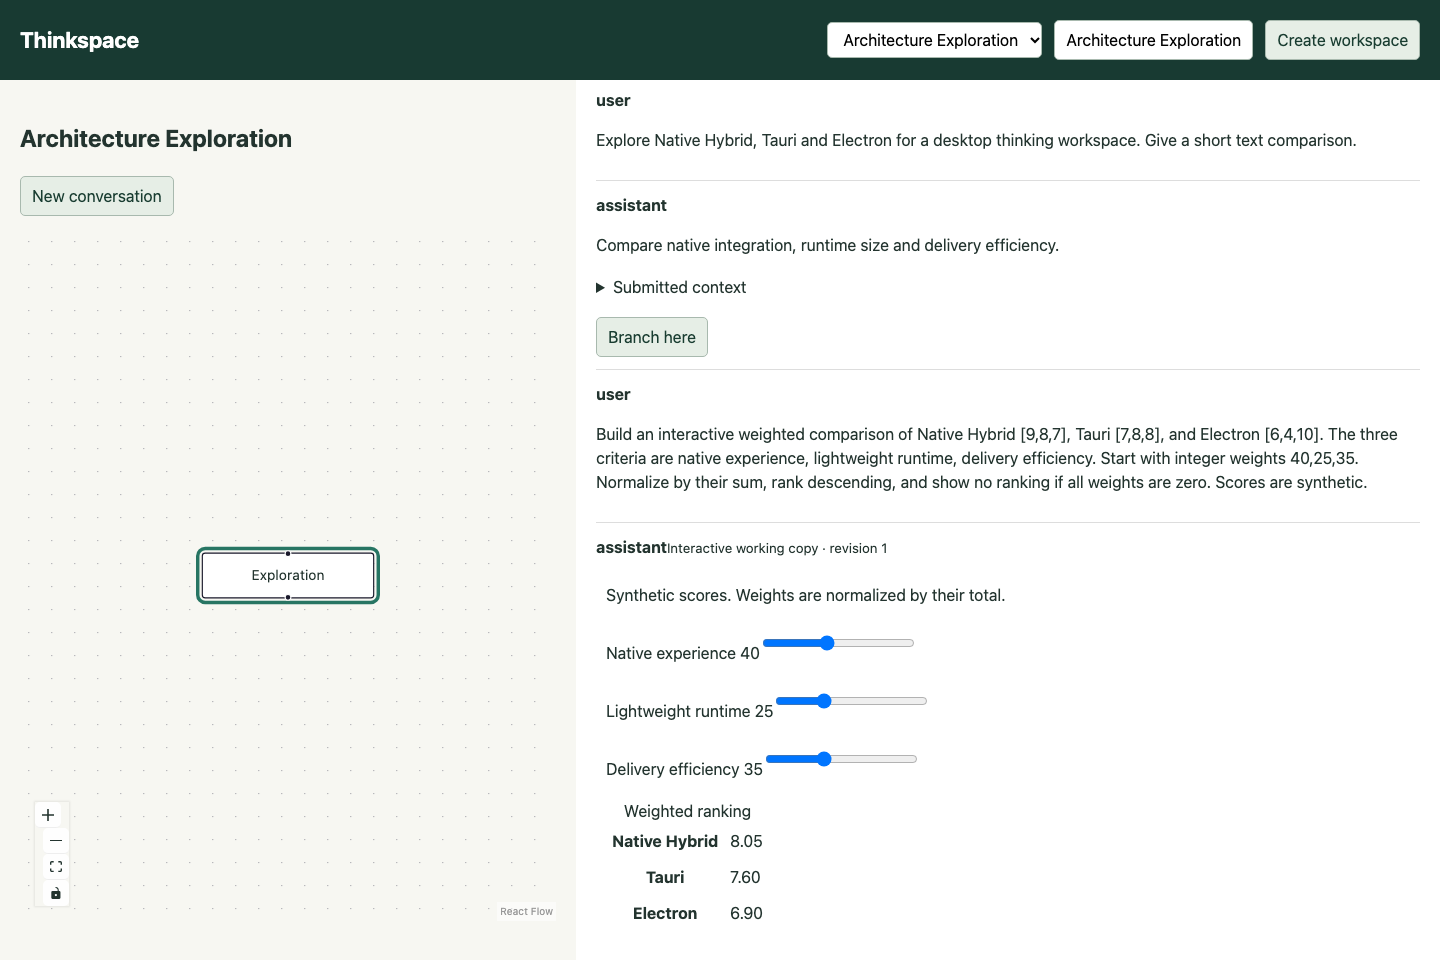 Thinkspace
Architecture Exploration
Architecture Exploration
Create workspace
Architecture Exploration
New conversation
Exploration
React Flow
user
Explore Native Hybrid, Tauri and Electron for a desktop thinking workspace. Give a short text comparison.
assistant
Compare native integration, runtime size and delivery efficiency.
Submitted context
Branch here
user
Build an interactive weighted comparison of Native Hybrid [9,8,7], Tauri [7,8,8], and Electron [6,4,10]. The three
criteria are native experience, lightweight runtime, delivery efficiency. Start with integer weights 40,25,35.
Normalize by their sum, rank descending, and show no ranking if all weights are zero. Scores are synthetic.
assistantInteractive working copy · revision 1
Synthetic scores. Weights are normalized by their total.
Native experience 40
Lightweight runtime 25
Delivery efficiency 35
Weighted ranking
Native Hybrid 8.05
Tauri 7.60
Electron 6.90